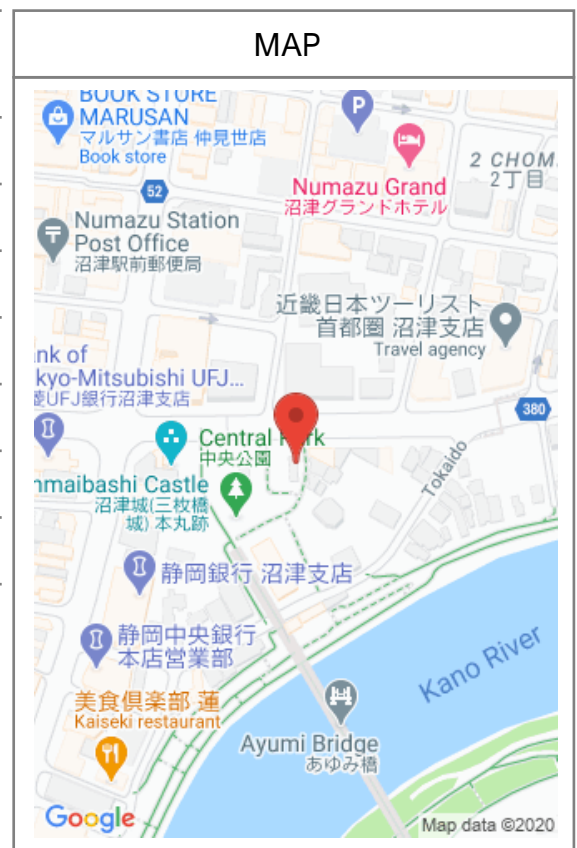 MAP
BOOK STORE
MARUSAN
マルサン書店 仲見世店
Book store
P
2 CHOM
2丁目
Numazu Grand
沼津グランドホテル
52
Numazu Station
Post Office
沼津駅前郵便局
近畿日本ツーリスト
首都圏 沼津支店
Travel agency
nk of
kyo-Mitsubishi UFJ...
菱UFJ銀行沼津支店
380
Central Park
中央公園
Tokaido
nmaibashi Castle
沼津城(三枚橋
城) 本丸跡
静岡銀行 沼津支店
静岡中央銀行
本店営業部
Kano River
美食倶楽部 蓮
Kaiseki restaurant
Ayumi Bridge
あゆみ橋
Google
Map data ©2020